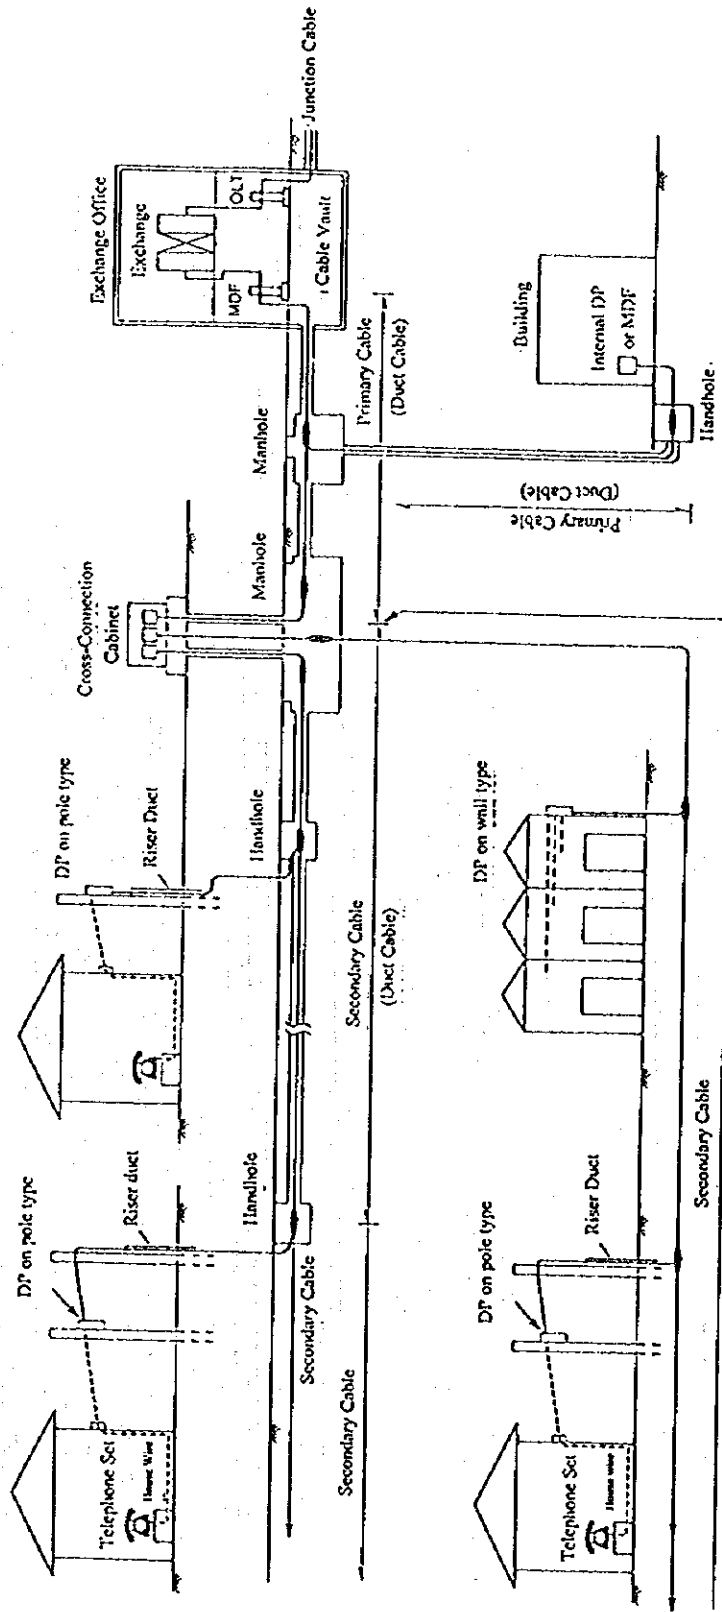 Exchange Office
Exchange
MDF
OLT
Cable Vault
Junction Cable
Manhole
Manhole
Cross-Connection
Cabinet
DP on pole type
Riser Duct
Handhole
DP on pole type
Riser duct
Handhole
Telephone Set
House Wire
Secondary Cable
Secondary Cable
Secondary Cable
(Duct Cable)
Primary Cable
(Duct Cable)
Primary Cable
(Duct Cable)
Building
Internal DP
or MDF
Handhole
DP on wall type
DP on pole type
Riser Duct
Telephone Set
House wire
Secondary Cable